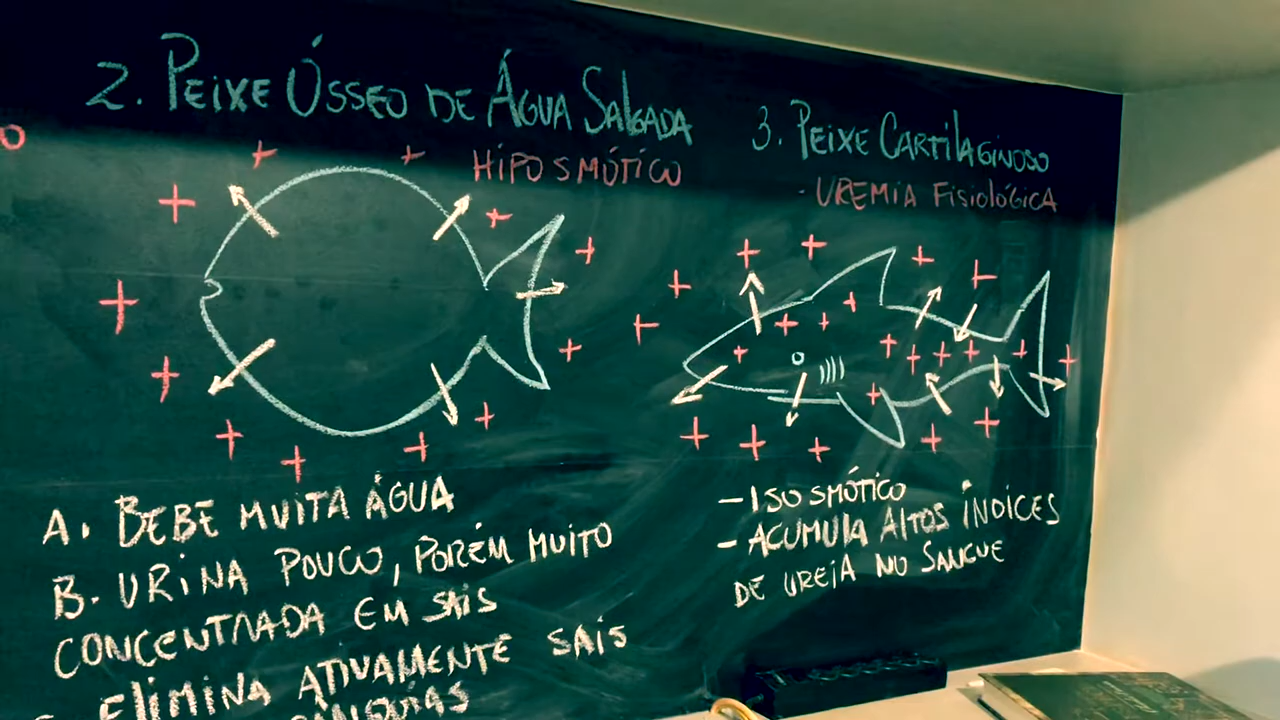 2. PEIXE ÓSSEO DE ÁGUA SALGADA
HIPOSMÓTICO
A. BEBE MUITA ÁGUA
B. URINA POUCO, PORÉM MUITO
CONCENTRADA EM SAIS
ELIMINA ATIVAMENTE SAIS
3. PEIXE CARTILAGINOSO
- UREMIA FISIOLÓGICA
- ISOSMÓTICO
- ACUMULA ALTOS ÍNDICES
DE UREIA NO SANGUE